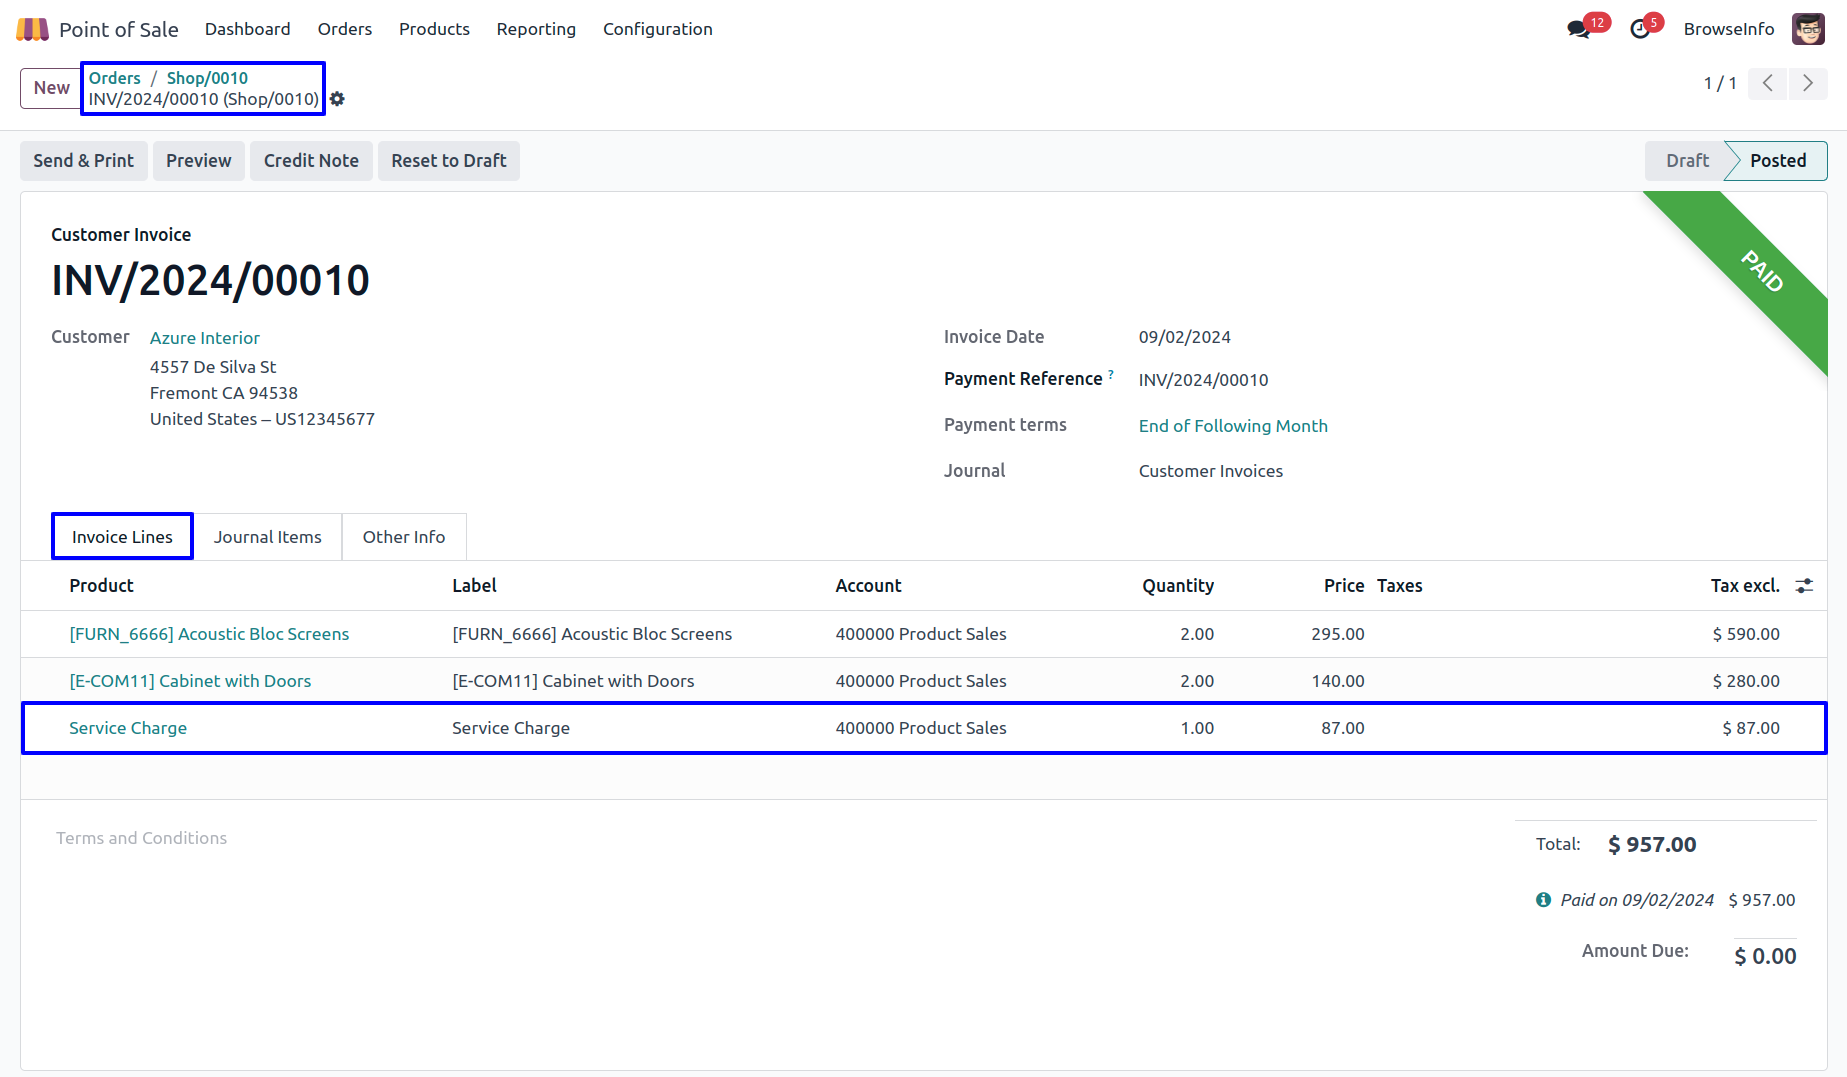 Point of Sale Dashboard Orders Products Reporting Configuration 12 5 BrowseInfo
New Orders / Shop/0010
INV/2024/00010 (Shop/0010)
1 / 1
Send & Print Preview Credit Note Reset to Draft Draft Posted
PAID
Customer Invoice
INV/2024/00010
Customer Azure Interior
4557 De Silva St
Fremont CA 94538
United States – US12345677
Invoice Date 09/02/2024
Payment Reference ? INV/2024/00010
Payment terms End of Following Month
Journal Customer Invoices
Invoice Lines Journal Items Other Info
Product Label Account Quantity Price Taxes Tax excl.
[FURN_6666] Acoustic Bloc Screens [FURN_6666] Acoustic Bloc Screens 400000 Product Sales 2.00 295.00 $ 590.00
[E-COM11] Cabinet with Doors [E-COM11] Cabinet with Doors 400000 Product Sales 2.00 140.00 $ 280.00
Service Charge Service Charge 400000 Product Sales 1.00 87.00 $ 87.00
Terms and Conditions
Total: $ 957.00
Paid on 09/02/2024 $ 957.00
Amount Due: $ 0.00